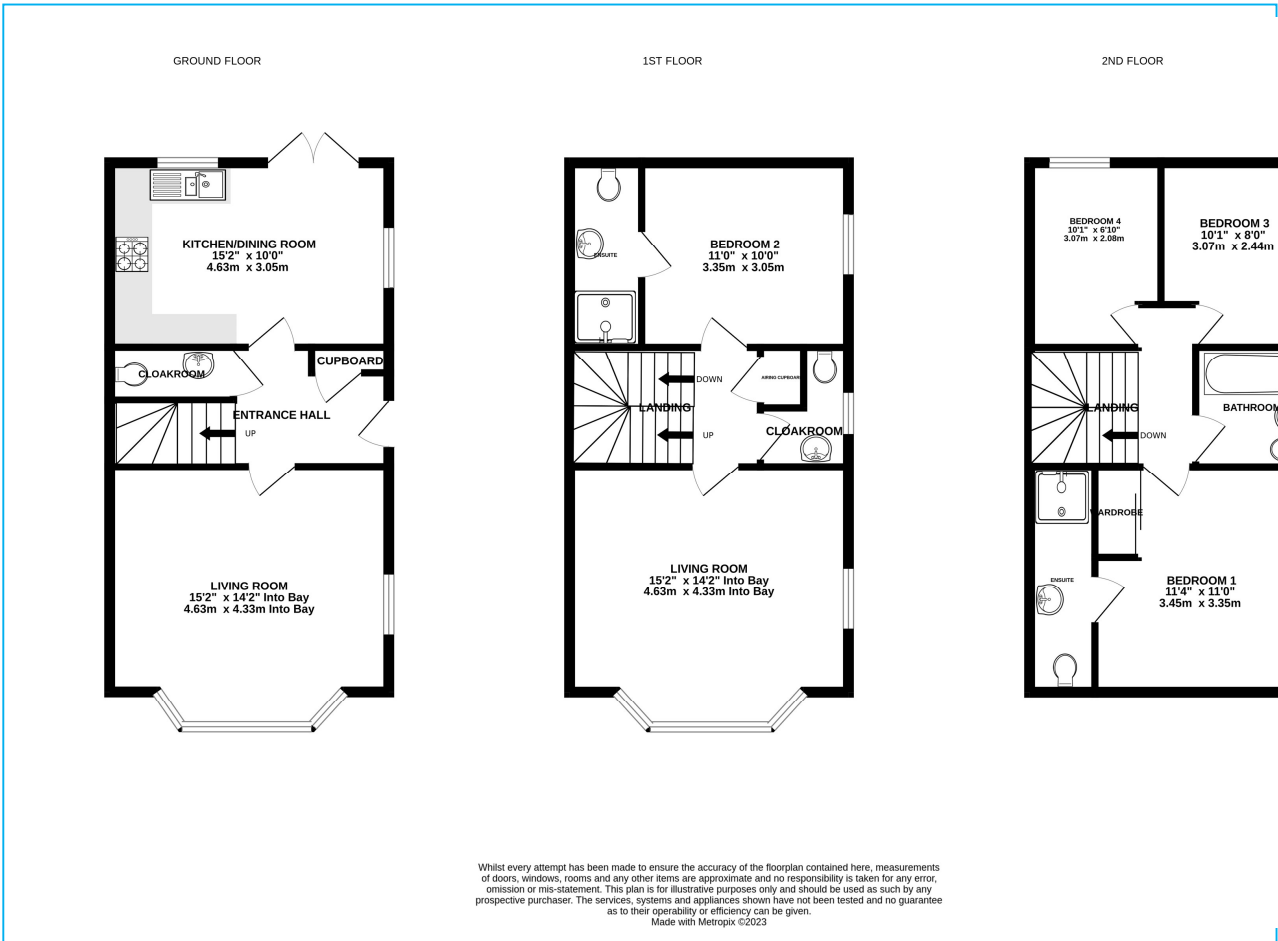 GROUND FLOOR
KITCHEN/DINING ROOM
15'2" x 10'0"
4.63m x 3.05m
CUPBOARD
CLOAKROOM
ENTRANCE HALL
UP
LIVING ROOM
15'2" x 14'2" Into Bay
4.63m x 4.33m Into Bay
1ST FLOOR
BEDROOM 2
11'0" x 10'0"
3.35m x 3.05m
ENSUITE
DOWN
AIRING CUPBOARD
LANDING
UP
CLOAKROOM
LIVING ROOM
15'2" x 14'2" Into Bay
4.63m x 4.33m Into Bay
2ND FLOOR
BEDROOM 4
10'1" x 6'10"
3.07m x 2.08m
BEDROOM 3
10'1" x 8'0"
3.07m x 2.44m
LANDING
DOWN
BATHROOM
WARDROBE
ENSUITE
BEDROOM 1
11'4" x 11'0"
3.45m x 3.35m
Whilst every attempt has been made to ensure the accuracy of the floorplan contained here, measurements
of doors, windows, rooms and any other items are approximate and no responsibility is taken for any error,
omission or mis-statement. This plan is for illustrative purposes only and should be used as such by any
prospective purchaser. The services, systems and appliances shown have not been tested and no guarantee
as to their operability or efficiency can be given.
Made with Metropix ©2023